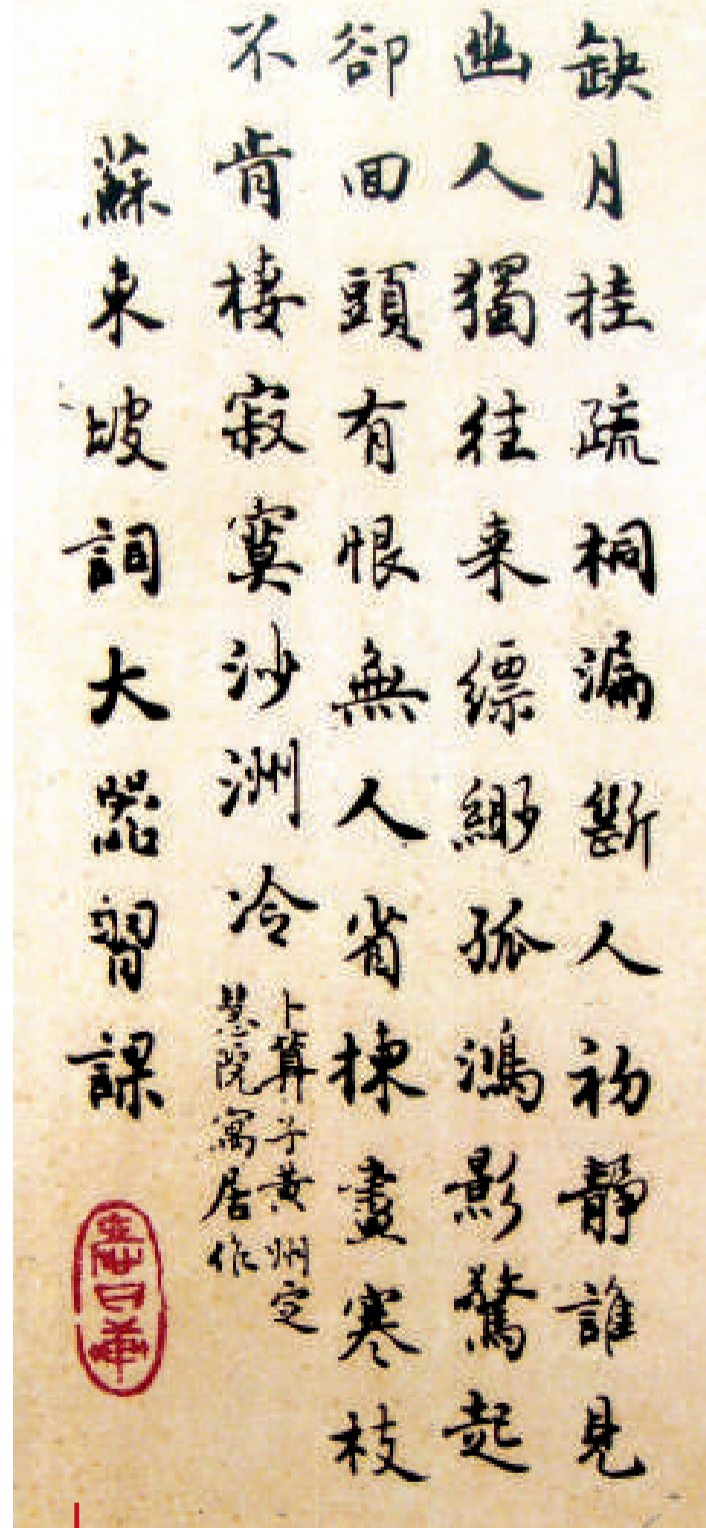 缺月挂疏桐漏斷人初靜誰見
幽人獨往來縹緲孤鴻影驚起
卻回頭有恨無人省揀盡寒枝
不肯棲寂寞沙洲冷
卜算子黄州定
慧院寓居作
蘇東坡詞大器習課